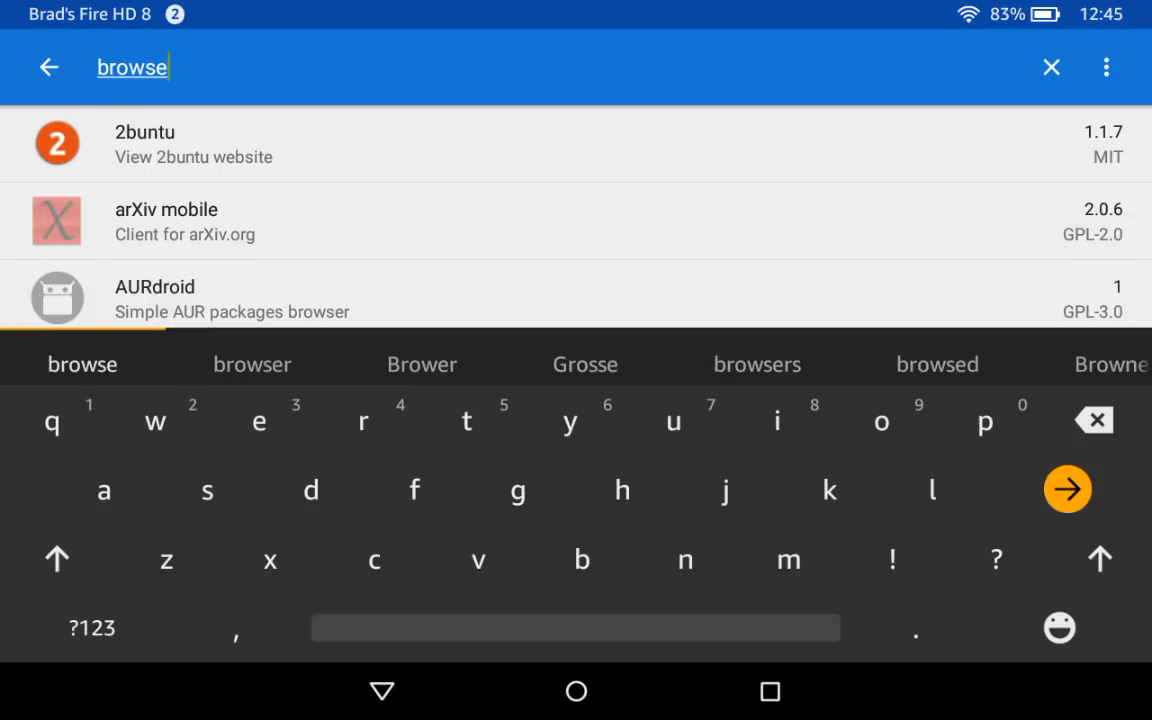 Brad's Fire HD 8 2 83% 12:45
browse
2 2buntu 1.1.7
View 2buntu website MIT
X arXiv mobile 2.0.6
Client for arXiv.org GPL-2.0
AURdroid 1
Simple AUR packages browser GPL-3.0
browse browser Brower Grosse browsers browsed Browne
1 2 3 4 5 6 7 8 9 0
q w e r t y u i o p
a s d f g h j k l
z x c v b n m ! ?
?123 , .